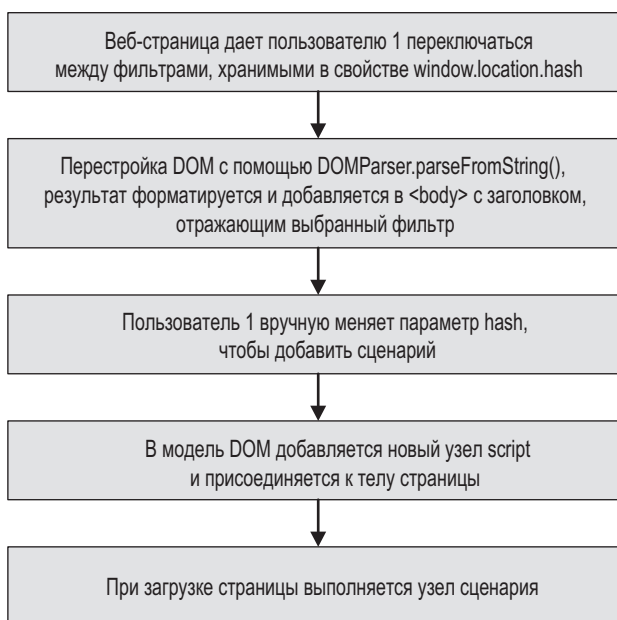 Веб-страница дает пользователю 1 переключаться
между фильтрами, хранимыми в свойстве window.location.hash
Перестройка DOM с помощью DOMParser.parseFromString(),
результат форматируется и добавляется в <body> с заголовком,
отражающим выбранный фильтр
Пользователь 1 вручную меняет параметр hash,
чтобы добавить сценарий
В модель DOM добавляется новый узел script
и присоединяется к телу страницы
При загрузке страницы выполняется узел сценария